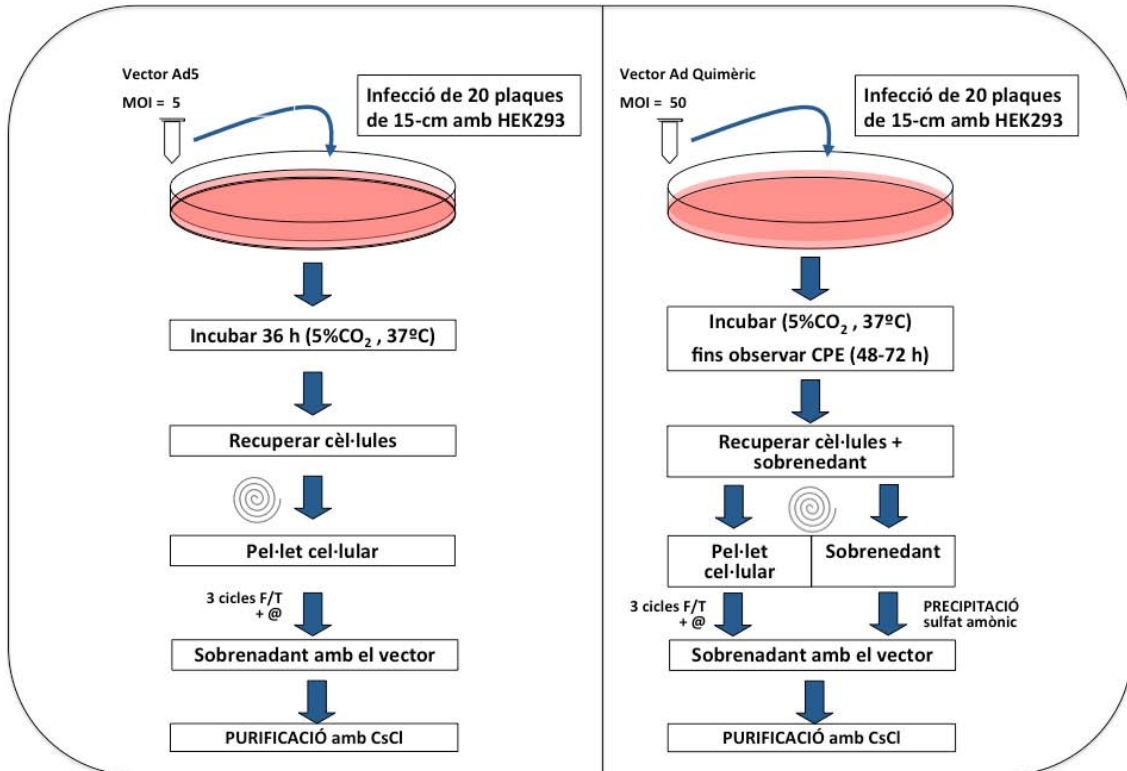 Vector Ad5
MOI = 5
Infecció de 20 plaques
de 15-cm amb HEK293
Incubar 36 h (5%CO2 , 37ºC)
Recuperar cèl·lules
Pel·let cel·lular
3 cicles F/T
+ @
Sobrenadant amb el vector
PURIFICACIÓ amb CsCl
Vector Ad Quimèric
MOI = 50
Infecció de 20 plaques
de 15-cm amb HEK293
Incubar (5%CO2 , 37ºC)
fins observar CPE (48-72 h)
Recuperar cèl·lules +
sobrenedant
Pel·let
cel·lular
Sobrenedant
3 cicles F/T
+ @
PRECIPITACIÓ
sulfat amònic
Sobrenadant amb el vector
PURIFICACIÓ amb CsCl